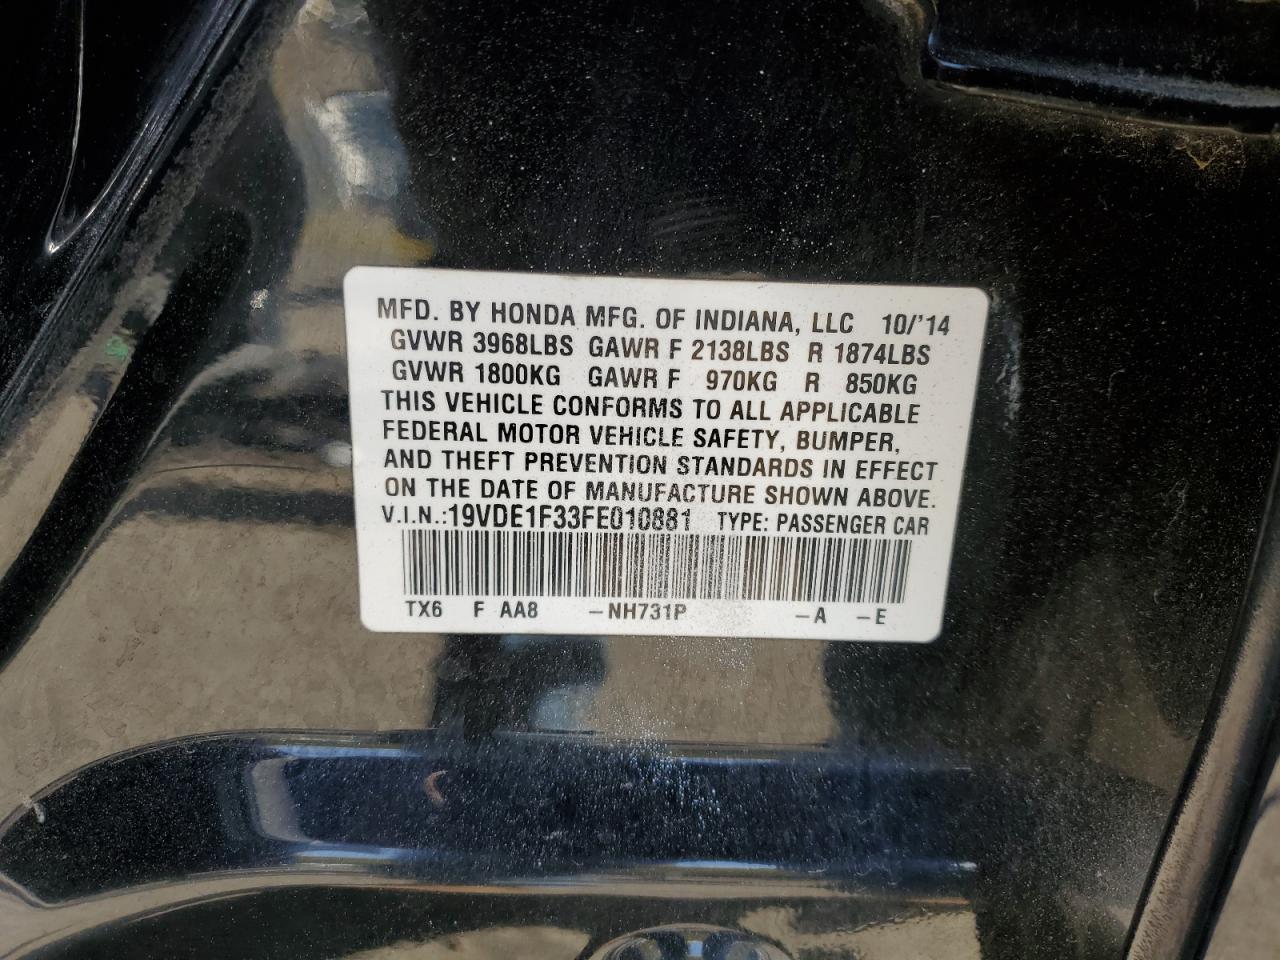 MFD. BY HONDA MFG. OF INDIANA, LLC 10/'14
GVWR 3968LBS GAWR F 2138LBS R 1874LBS
GVWR 1800KG GAWR F 970KG R 850KG
THIS VEHICLE CONFORMS TO ALL APPLICABLE
FEDERAL MOTOR VEHICLE SAFETY, BUMPER,
AND THEFT PREVENTION STANDARDS IN EFFECT
ON THE DATE OF MANUFACTURE SHOWN ABOVE.
V.I.N.:19VDE1F33FE010881 TYPE: PASSENGER CAR
TX6 F AA8 -NH731P -A -E